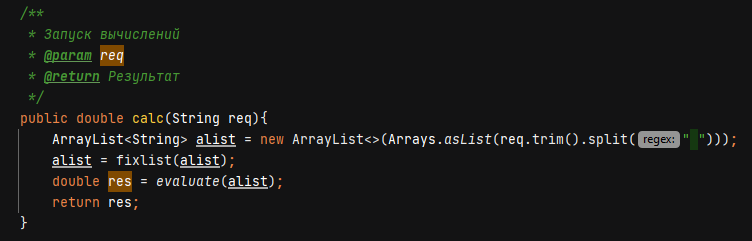 /**
 * Запуск вычислений
 * @param req
 * @return Результат
 */
public double calc(String req){
    ArrayList<String> alist = new ArrayList<>(Arrays.asList(req.trim().split( regex: " ")));
    alist = fixlist(alist);
    double res = evaluate(alist);
    return res;
}